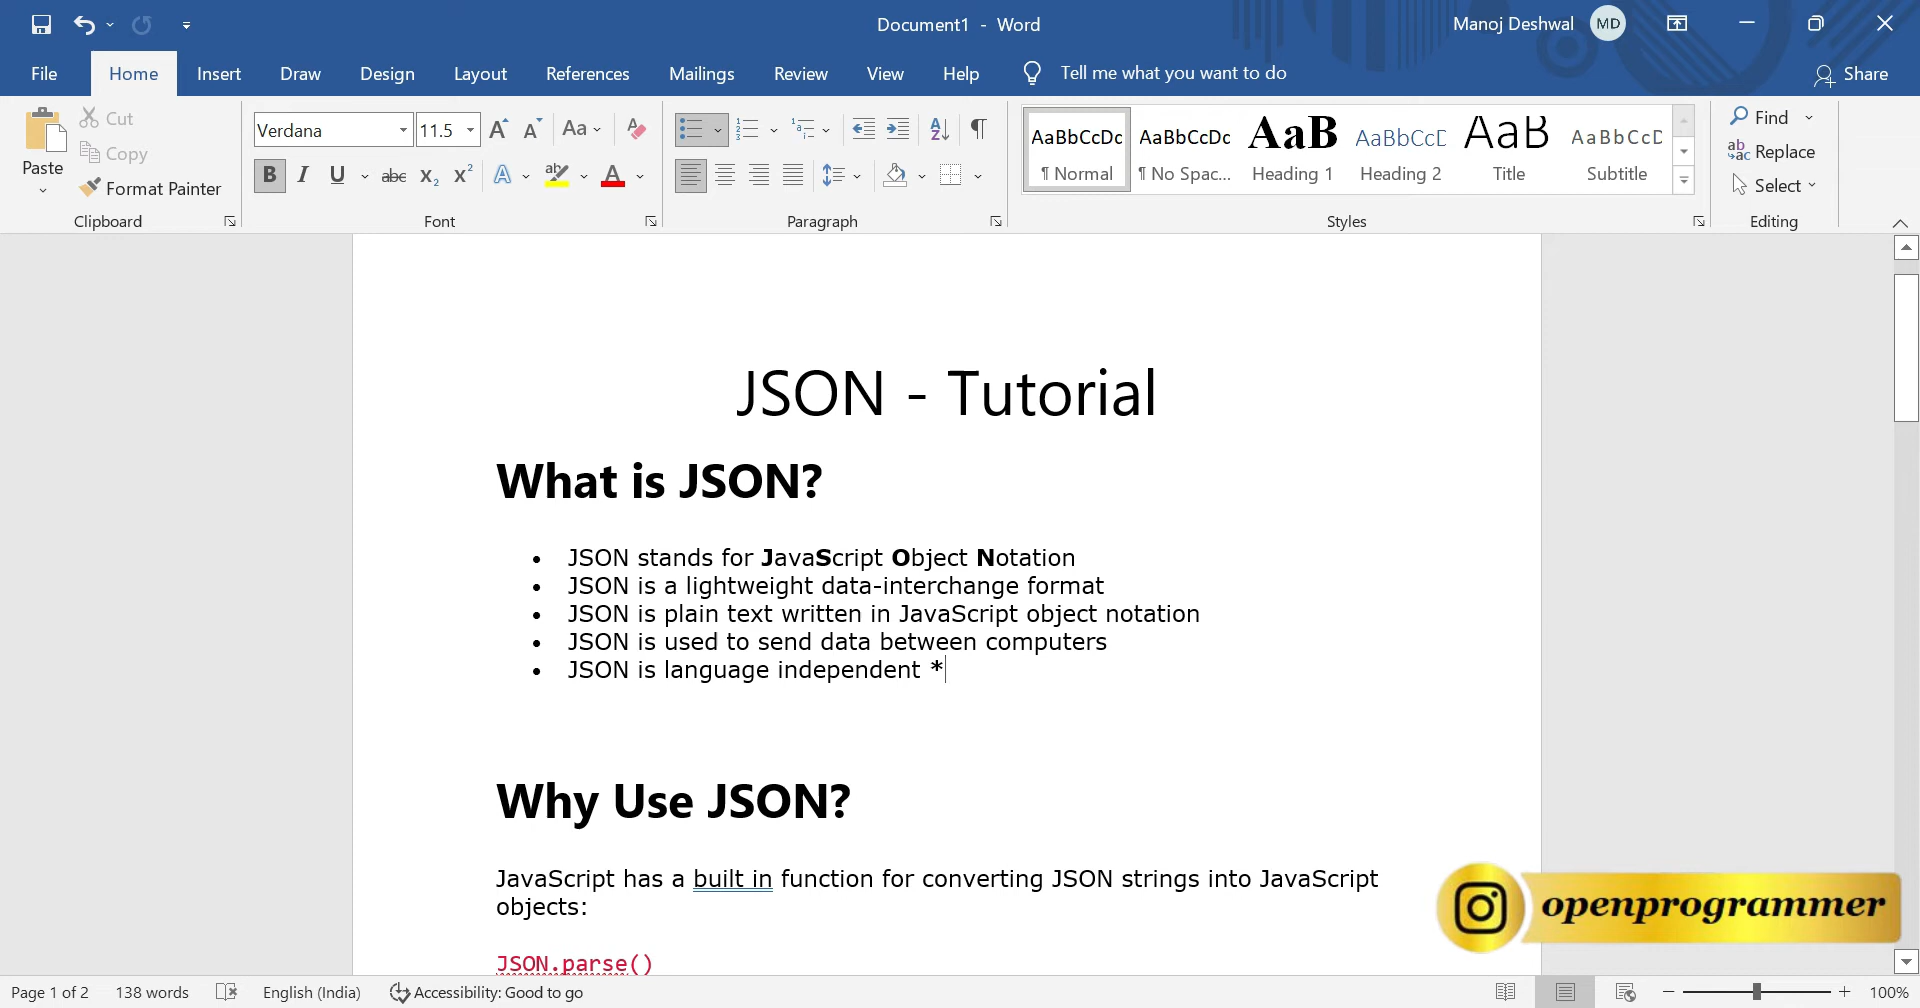 Document1 - Word
Manoj Deshwal MD
File Home Insert Draw Design Layout References Mailings Review View Help Tell me what you want to do Share
Paste
Cut
Copy
Format Painter
Clipboard
Verdana 11.5
Font
Paragraph
AaBbCcDc AaBbCcDc AaB AaBbCcC AaB AaBbCcD
¶ Normal ¶ No Spac... Heading 1 Heading 2 Title Subtitle
Styles
Find
Replace
Select
Editing
JSON - Tutorial
What is JSON?
• JSON stands for JavaScript Object Notation
• JSON is a lightweight data-interchange format
• JSON is plain text written in JavaScript object notation
• JSON is used to send data between computers
• JSON is language independent *
Why Use JSON?
JavaScript has a built in function for converting JSON strings into JavaScript
objects:
JSON.parse()
openprogrammer
Page 1 of 2 138 words English (India) Accessibility: Good to go 100%